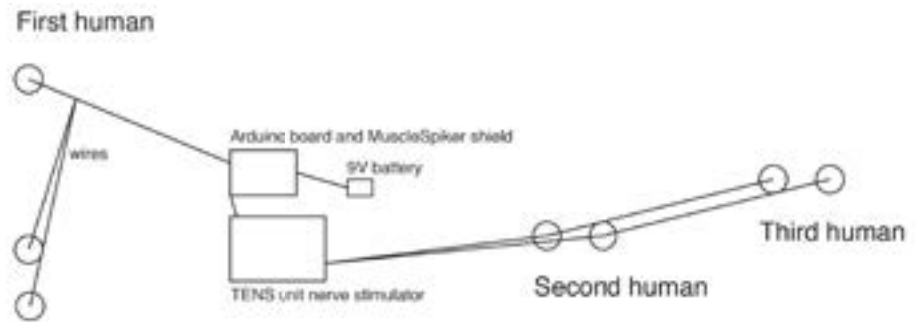 First human
Arduino board and MuscleSpiker shield
wires
9V battery
Third human
Second human
TENS unit nerve stimulator